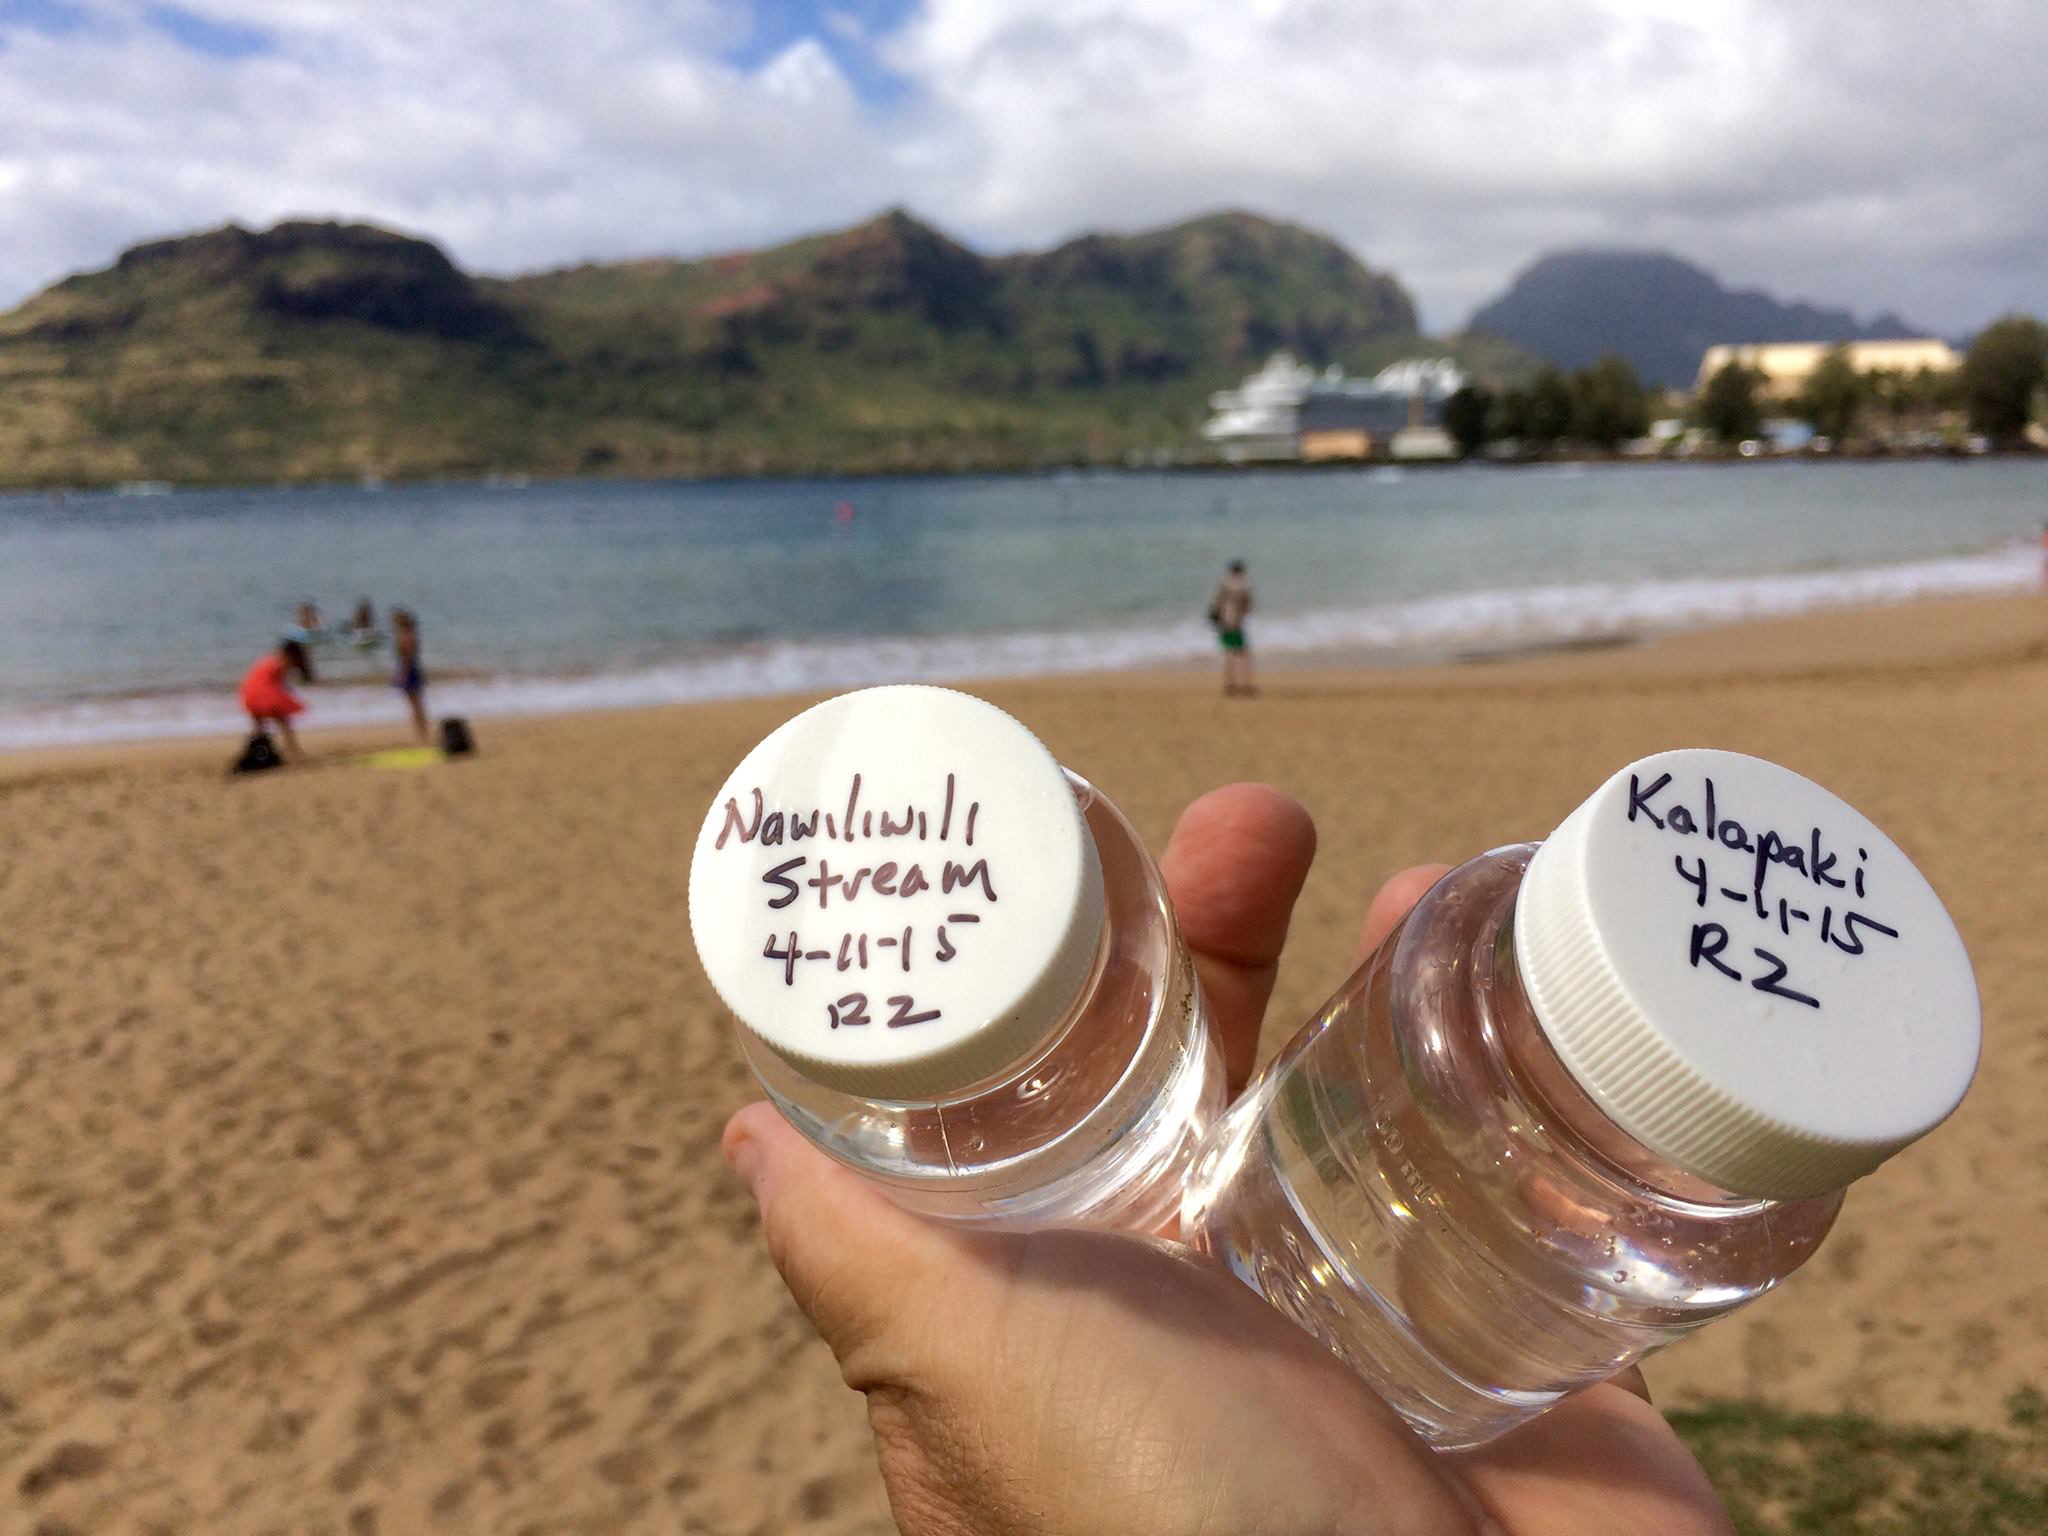 Nawiliwili
Stream
4-11-15
R2
Kalapaki
4-11-15
R2